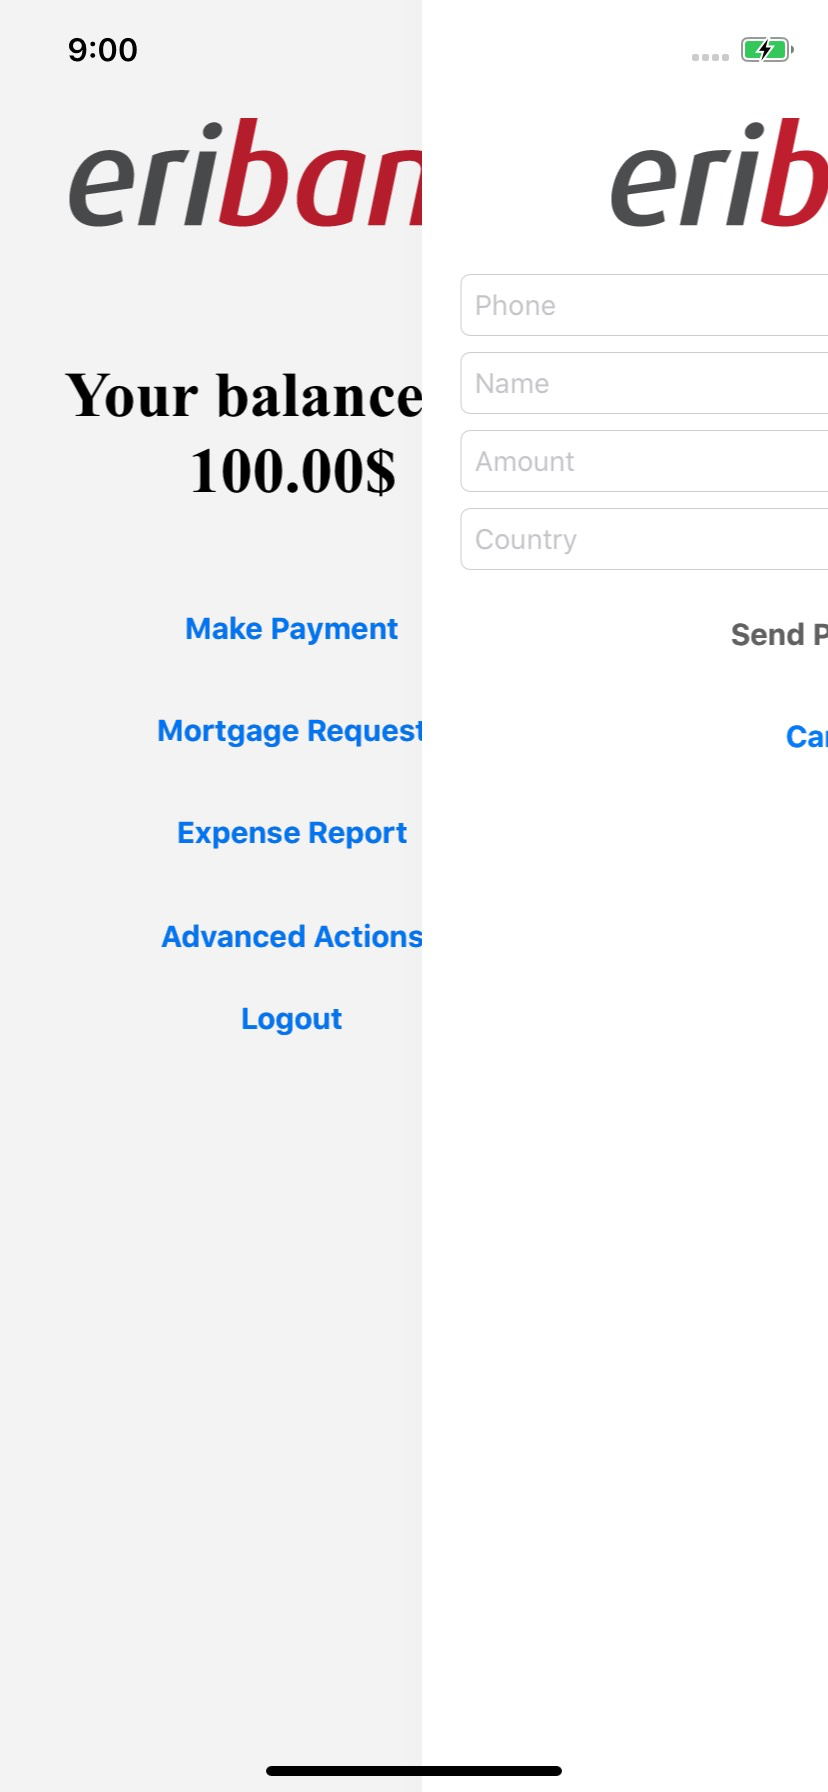 9:00
eriban
Your balance
100.00$
Make Payment
Mortgage Request
Expense Report
Advanced Actions
Logout
erib
Phone
Name
Amount
Country
Send P
Can